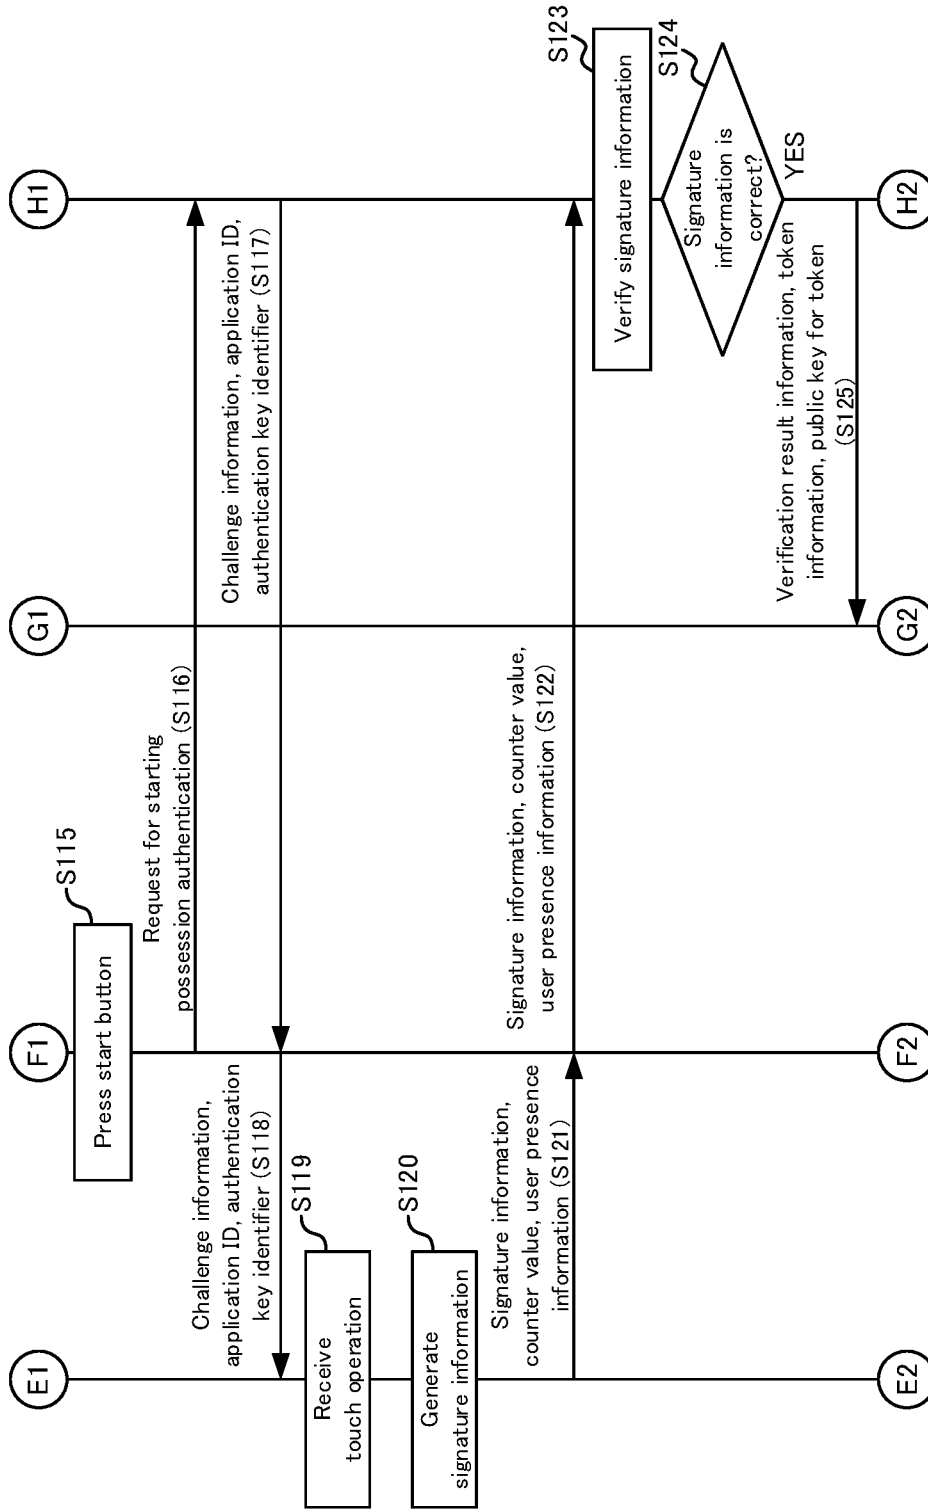 E1
F1
G1
H1
Press start button
S115
Request for starting
possession authentication (S116)
Challenge information, application ID,
authentication key identifier (S117)
Challenge information,
application ID, authentication
key identifier (S118)
Receive
touch operation
S119
Generate
signature information
S120
Signature information,
counter value, user presence
information (S121)
Signature information, counter value,
user presence information (S122)
Verify signature information
S123
Signature
information is
correct?
S124
YES
Verification result information, token
information, public key for token
(S125)
E2
F2
G2
H2